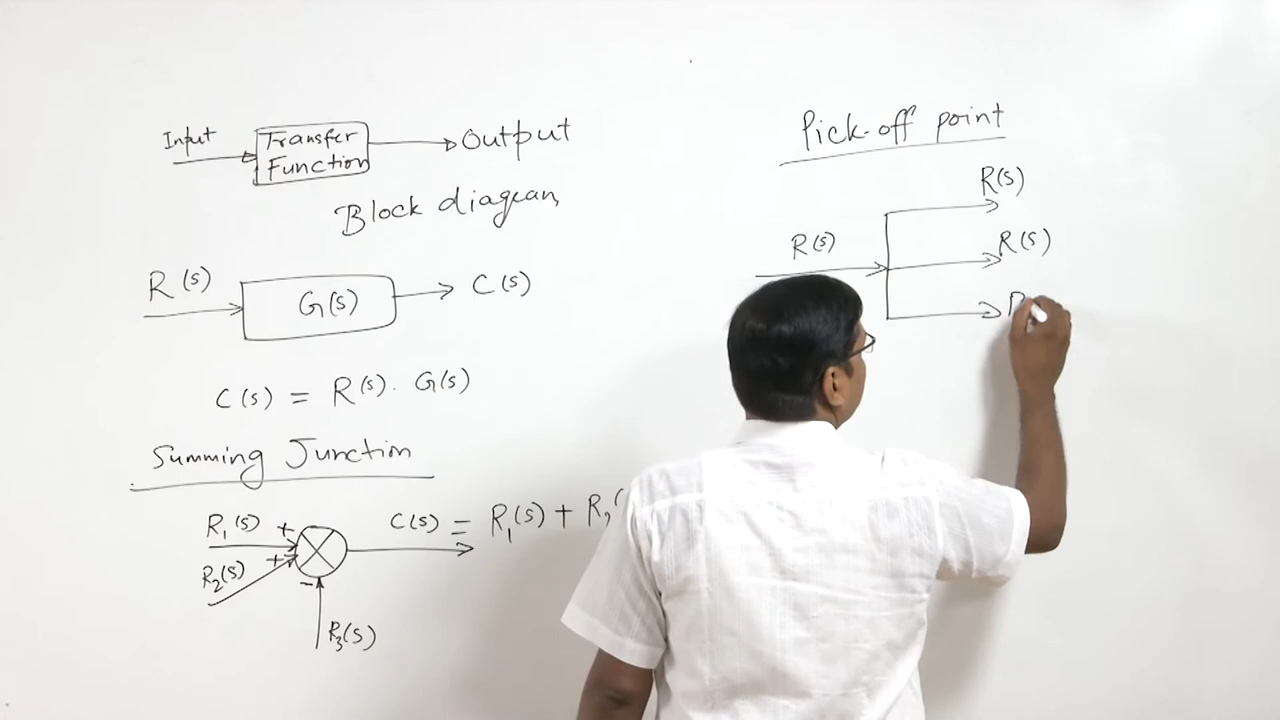 Input
Transfer
Function
Output
Block diagram
R(s)
G(s)
C(s)
C(s) = R(s). G(s)
Summing Junction
R₁(s) +
C(s) = R₁(s) + R₂(
R₂(s) +
-
R₃(s)
Pick-off point
R(s)
R(s)
R(s)
R